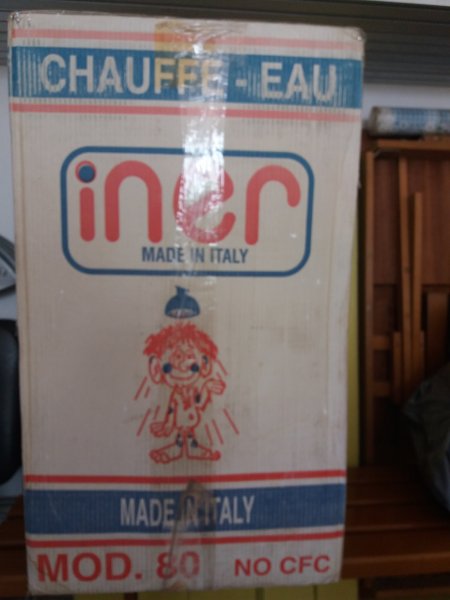 CHAUFFE - EAU
iner
MADE IN ITALY
MADE IN ITALY
MOD. 80 NO CFC